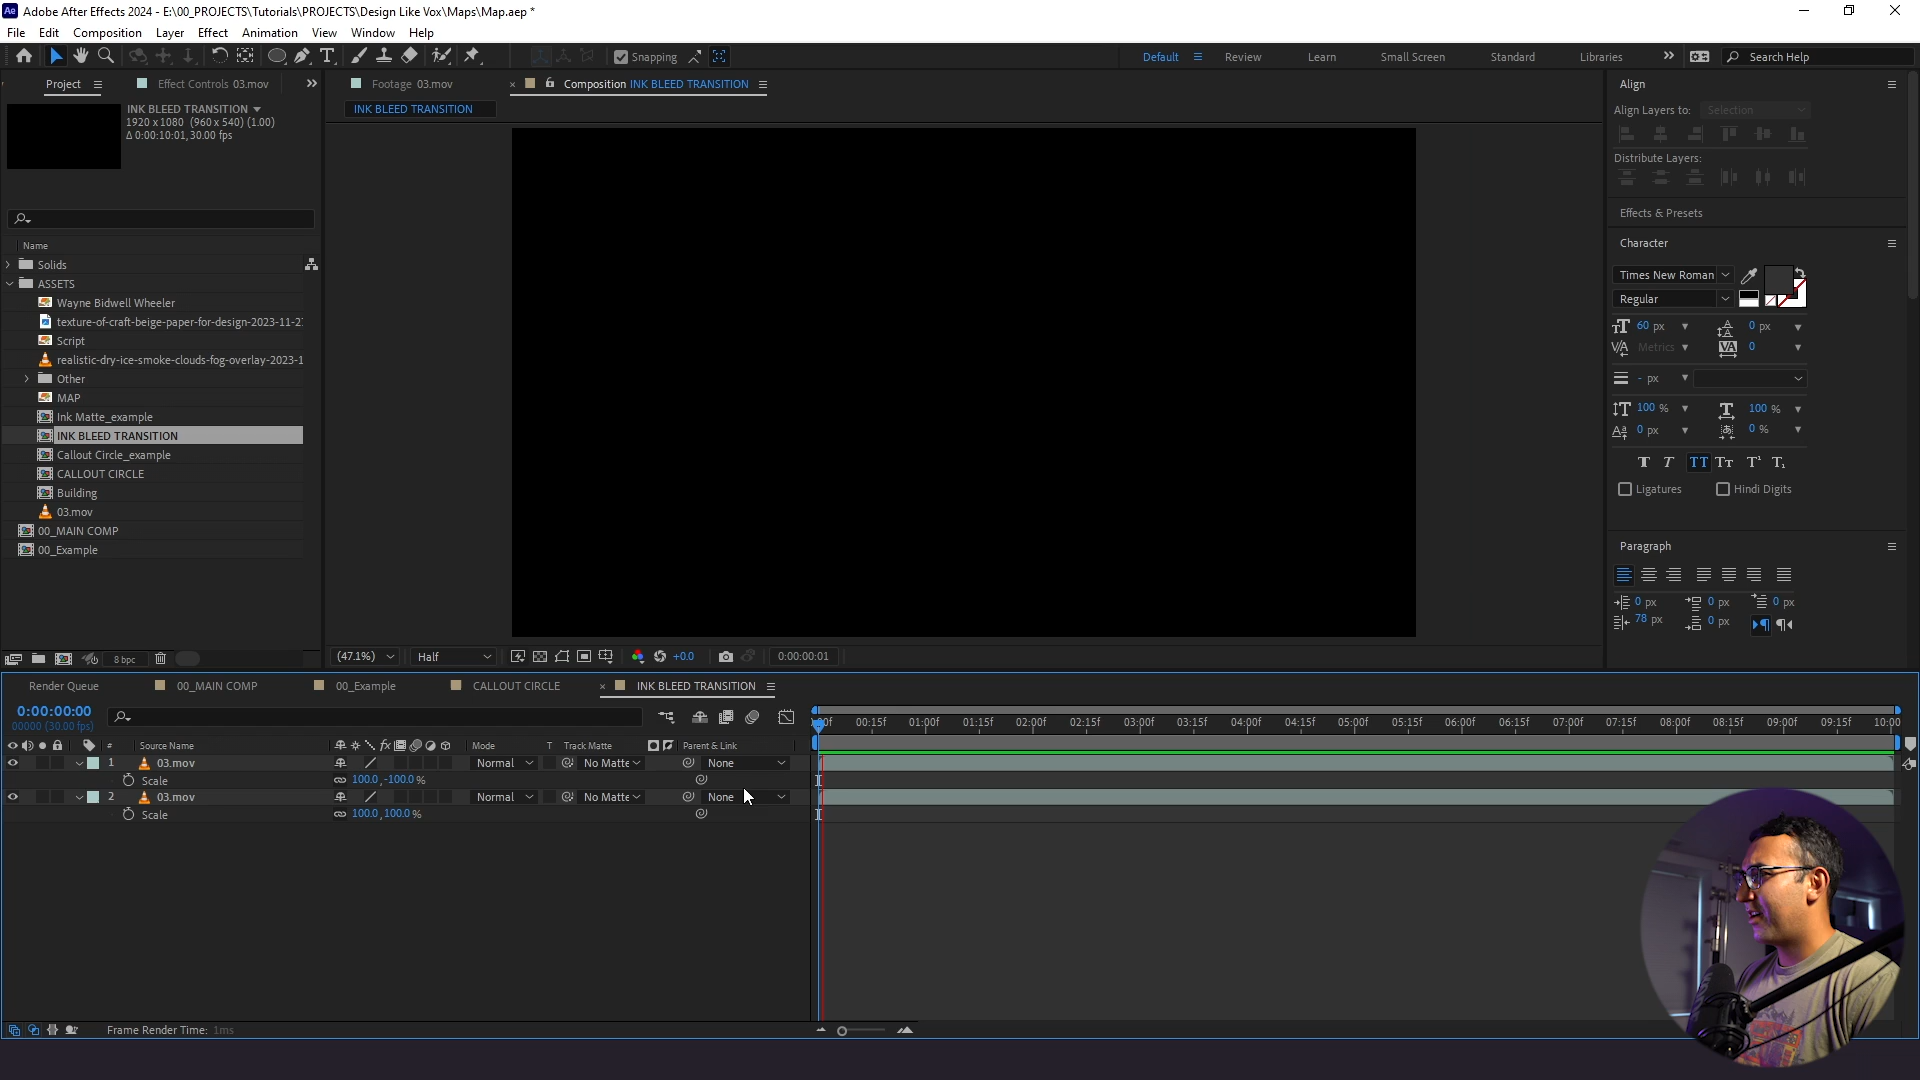 Ae Adobe After Effects 2024 - E:\00_PROJECTS\Tutorials\PROJECTS\Design Like Vox\Maps\Map.aep *
File Edit Composition Layer Effect Animation View Window Help
Snapping
Default Review Learn Small Screen Standard Libraries Search Help
Project Effect Controls 03.mov
Footage 03.mov
Composition INK BLEED TRANSITION
INK BLEED TRANSITION
INK BLEED TRANSITION
1920 x 1080 (960 x 540) (1.00)
Δ 0:00:10:01, 30.00 fps
Name
Solids
ASSETS
Wayne Bidwell Wheeler
texture-of-craft-beige-paper-for-design-2023-11-2
Script
realistic-dry-ice-smoke-clouds-fog-overlay-2023-1
Other
MAP
Ink Matte_example
INK BLEED TRANSITION
Callout Circle_example
CALLOUT CIRCLE
Building
03.mov
00_MAIN COMP
00_Example
8 bpc
(47.1%) Half +0.0 0:00:00:01
Align
Align Layers to: Selection
Distribute Layers:
Effects & Presets
Character
Times New Roman
Regular
60 px 0 px
Metrics 0
- px
100 % 100 %
0 px 0 %
T T TT Tt T¹ T₁
Ligatures Hindi Digits
Paragraph
0 px 0 px 0 px
78 px 0 px
Render Queue 00_MAIN COMP 00_Example CALLOUT CIRCLE INK BLEED TRANSITION
0:00:00:00
00000 (30.00 fps)
00f 00:15f 01:00f 01:15f 02:00f 02:15f 03:00f 03:15f 04:00f 04:15f 05:00f 05:15f 06:00f 06:15f 07:00f 07:15f 08:00f 08:15f 09:00f 09:15f 10:00
# Source Name fx Mode T Track Matte Parent & Link
1 03.mov Normal No Matte None
Scale 100.0, -100.0 %
2 03.mov Normal No Matte None
Scale 100.0, 100.0 %
Frame Render Time: 1ms